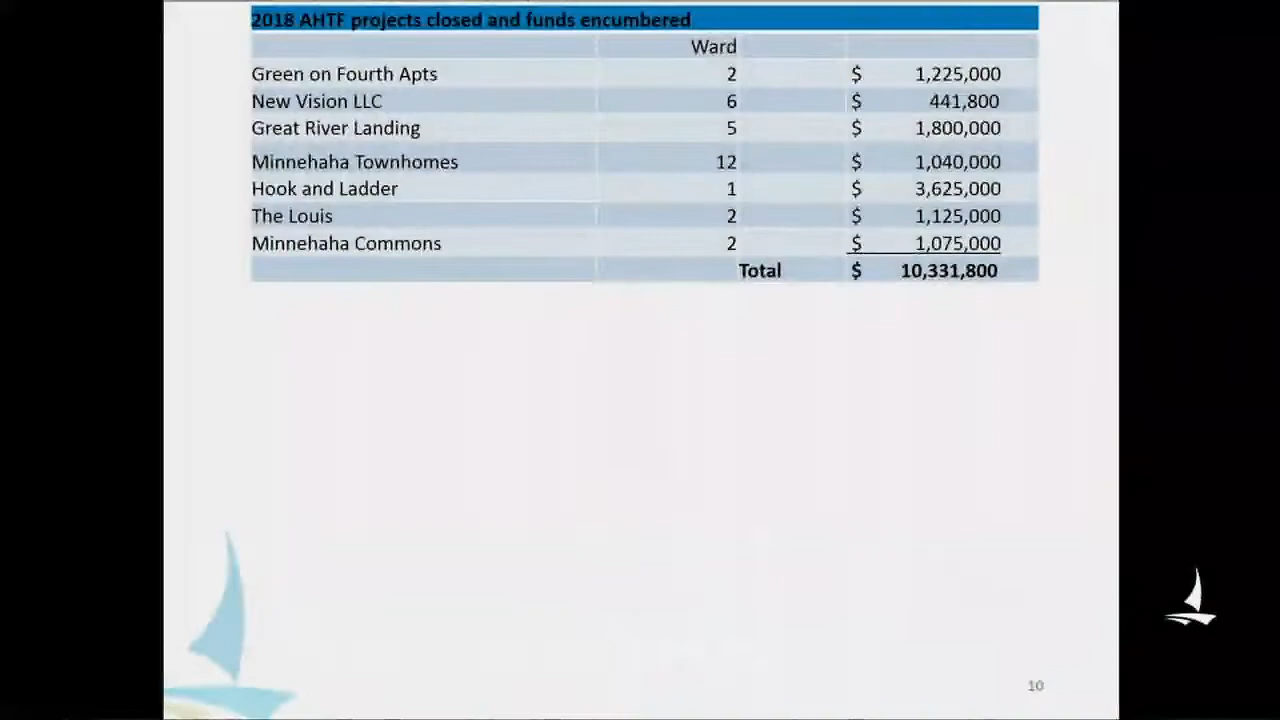 2018 AHTF projects closed and funds encumbered
Ward
Green on Fourth Apts 2 $ 1,225,000
New Vision LLC 6 $ 441,800
Great River Landing 5 $ 1,800,000
Minnehaha Townhomes 12 $ 1,040,000
Hook and Ladder 1 $ 3,625,000
The Louis 2 $ 1,125,000
Minnehaha Commons 2 $ 1,075,000
Total $ 10,331,800
10